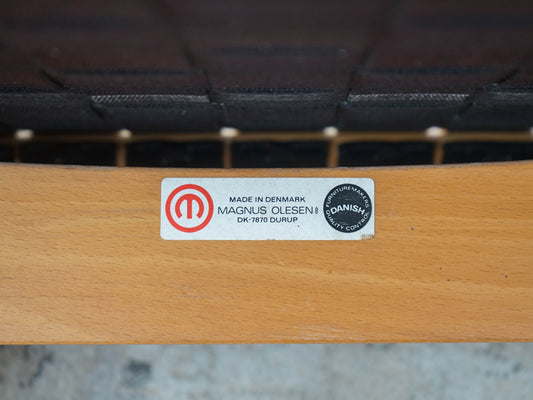 m
MADE IN DENMARK
MAGNUS OLESEN
DK-7870 DURUP
FURNITUREMAKERS
DANISH
QUALITY CONTROL